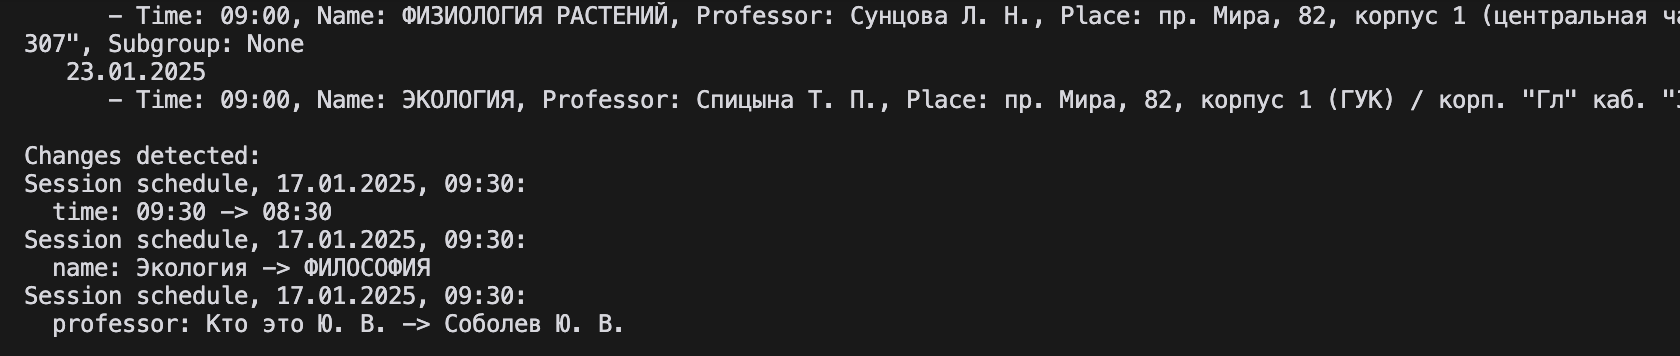 - Time: 09:00, Name: ФИЗИОЛОГИЯ РАСТЕНИЙ, Professor: Сунцова Л. Н., Place: пр. Мира, 82, корпус 1 (центральная
307", Subgroup: None
23.01.2025
- Time: 09:00, Name: ЭКОЛОГИЯ, Professor: Спицына Т. П., Place: пр. Мира, 82, корпус 1 (ГУК) / корп. "Гл" каб.
Changes detected:
Session schedule, 17.01.2025, 09:30:
time: 09:30 -> 08:30
Session schedule, 17.01.2025, 09:30:
name: Экология -> ФИЛОСОФИЯ
Session schedule, 17.01.2025, 09:30:
professor: Кто это Ю. В. -> Соболев Ю. В.